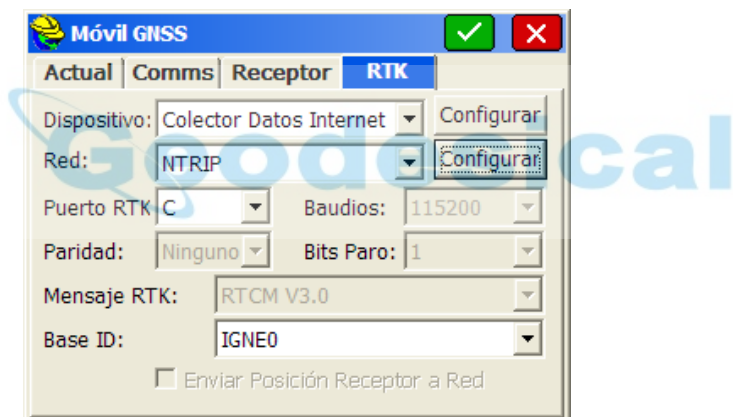 Móvil GNSS
Actual Comms Receptor RTK
Dispositivo: Colector Datos Internet Configurar
Red: NTRIP Configurar
Puerto RTK C Baudios: 115200
Paridad: Ninguno Bits Paro: 1
Mensaje RTK: RTCM V3.0
Base ID: IGNE0
Enviar Posición Receptor a Red